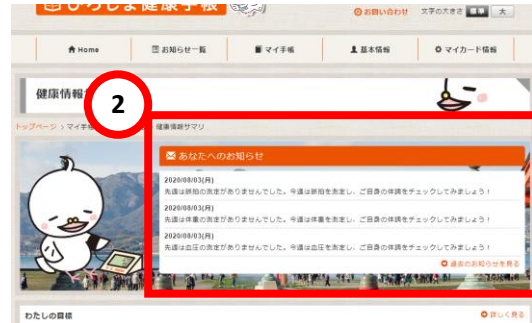 ひろしま健康手帳
お問い合わせ 文字の大きさ 標準 大
Home お知らせ一覧 マイ手帳 基本情報 マイカード情報
健康情報
2
トップページ > マイ手帳 健康情報サマリ
あなたへのお知らせ
2020/08/03(月)
先週は脈拍の測定がありませんでした。今週は脈拍を測定し、ご自身の体調をチェックしてみましょう！
2020/08/03(月)
先週は体重の測定がありませんでした。今週は体重を測定し、ご自身の体調をチェックしてみましょう！
2020/08/03(月)
先週は血圧の測定がありませんでした。今週は血圧を測定し、ご自身の体調をチェックしてみましょう！
過去のお知らせを見る
わたしの目標 詳しく見る